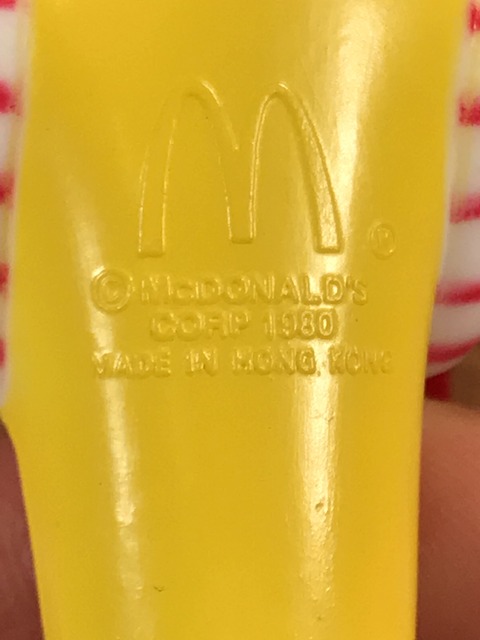 ®
© McDONALD's
CORP 1980
MADE IN HONG KONG